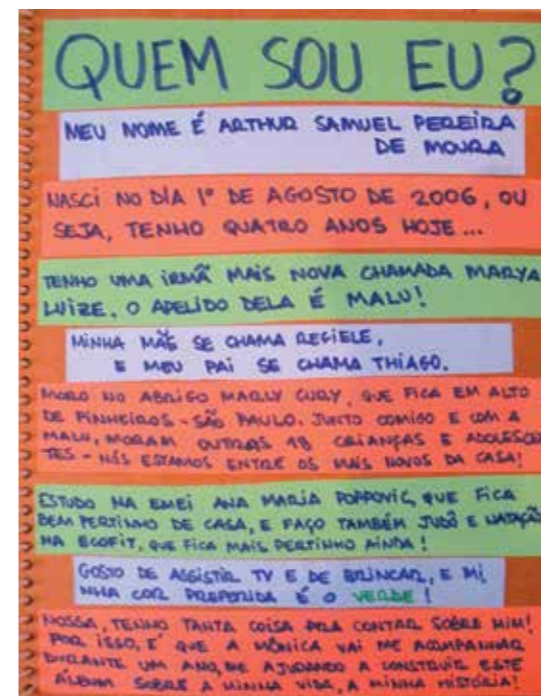 QUEM SOU EU?
MEU NOME É ARTHUR SAMUEL PEREIRA
DE MOURA
NASCI NO DIA 1º DE AGOSTO DE 2006, OU
SEJA, TENHO QUATRO ANOS HOJE...
TENHO UMA IRMÃ MAIS NOVA CHAMADA MARYA
LUIZE. O APELIDO DELA É MALU!
MINHA MÃE SE CHAMA REGIELE,
E MEU PAI SE CHAMA THIAGO.
MORO NO ABRIGO MARLY CURY, QUE FICA EM ALTO
DE PINHEIROS - SÃO PAULO. JUNTO COMIGO E COM A
MALU, MORAM OUTRAS 18 CRIANÇAS E ADOLESCEN
TES - NÓS ESTAMOS ENTRE OS MAIS NOVOS DA CASA!
ESTUDO NA EMEI ANA MARIA POPPOVIC, QUE FICA
BEM PERTINHO DE CASA, E FAÇO TAMBÉM JUDÔ E NATAÇÃO
NA ECOFIT, QUE FICA MAIS PERTINHO AINDA!
GOSTO DE ASSISTIR TV E DE BRINCAR, E MI
NHA COR PREFERIDA É O VERDE!
NOSSA, TENHO TANTA COISA PRA CONTAR SOBRE MIM!
POR ISSO, É QUE A MÔNICA VAI ME ACOMPANHAR
DURANTE UM ANO, ME AJUDANDO A CONSTRUIR ESTE
ÁLBUM SOBRE A MINHA VIDA, A MINHA HISTÓRIA!